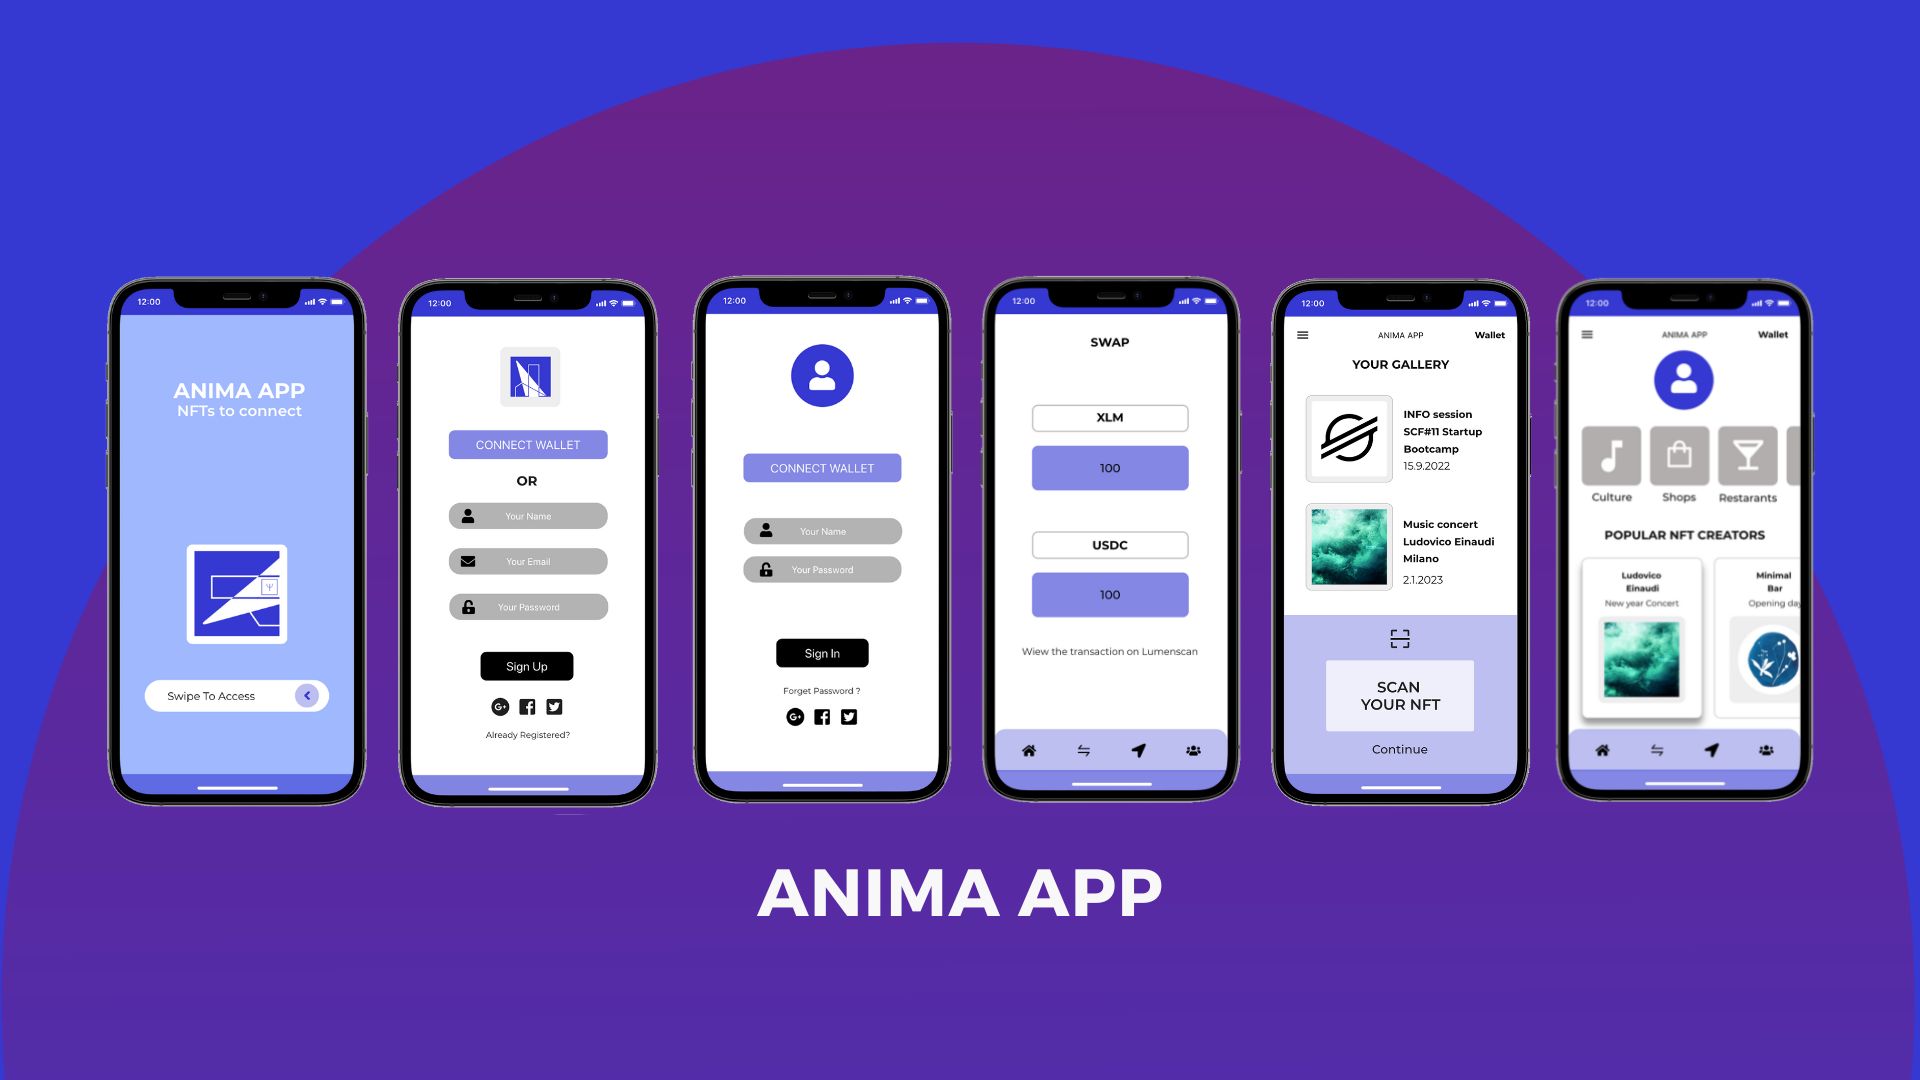 12:00
ANIMA APP
NFTs to connect
Ψ
Swipe To Access
12:00
CONNECT WALLET
OR
Your Name
Your Email
Your Password
Sign Up
G+
Already Registered?
12:00
CONNECT WALLET
Your Name
Your Password
Sign In
Forget Password ?
G+
12:00
SWAP
XLM
100
USDC
100
Wiew the transaction on Lumenscan
12:00
ANIMA APP
Wallet
YOUR GALLERY
INFO session
SCF#11 Startup
Bootcamp
15.9.2022
Music concert
Ludovico Einaudi
Milano
2.1.2023
SCAN
YOUR NFT
Continue
12:00
ANIMA APP
Wallet
Culture
Shops
Restarants
POPULAR NFT CREATORS
Ludovico
Einaudi
New year Concert
Minimal
Bar
Opening day
ANIMA APP